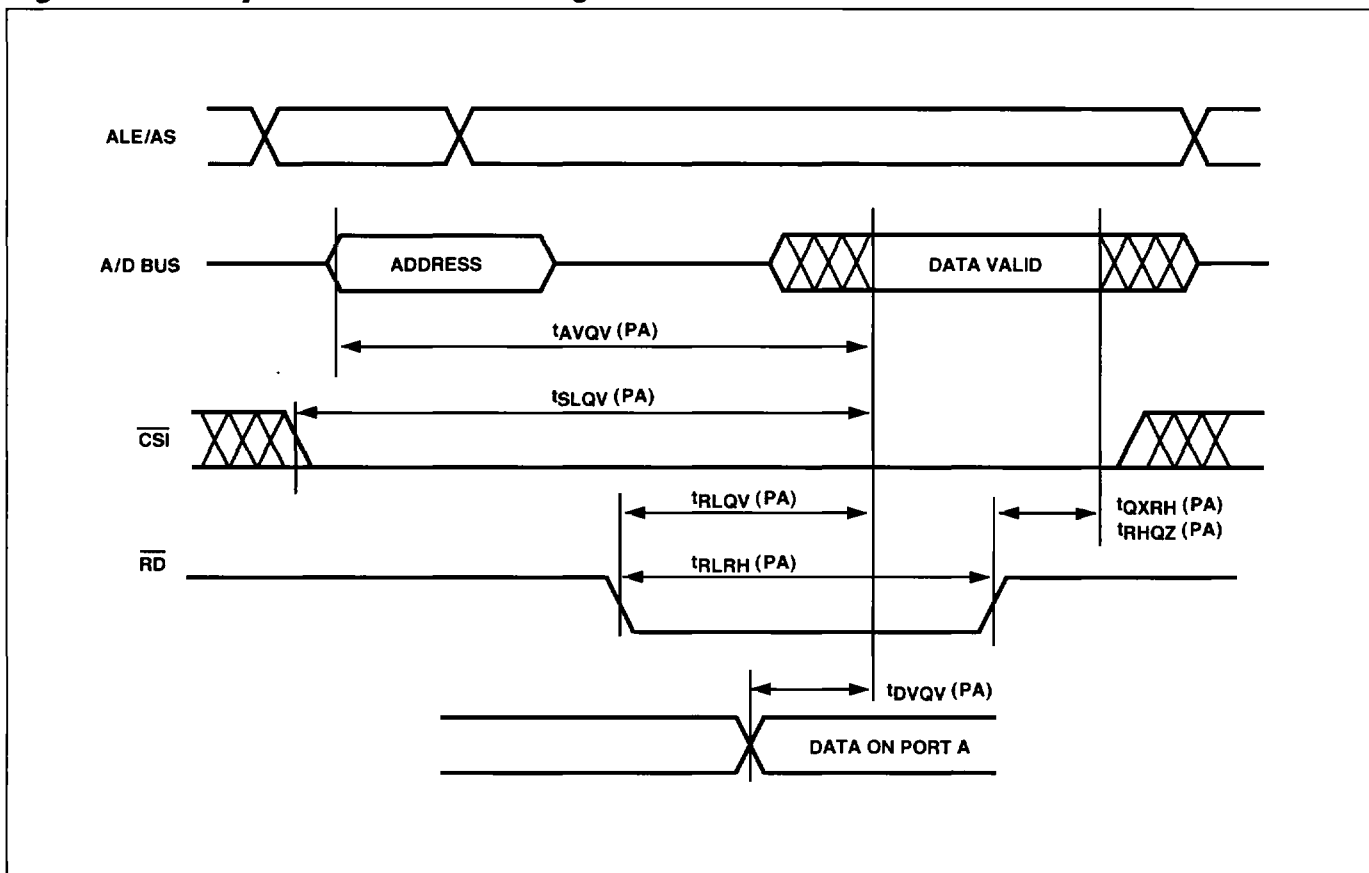 ALE/AS
A/D BUS
ADDRESS
DATA VALID
tAVQV (PA)
tSLQV (PA)
CSI
tRLQV (PA)
tQXRH (PA)
tRHQZ (PA)
RD
tRLRH (PA)
tDVQV (PA)
DATA ON PORT A